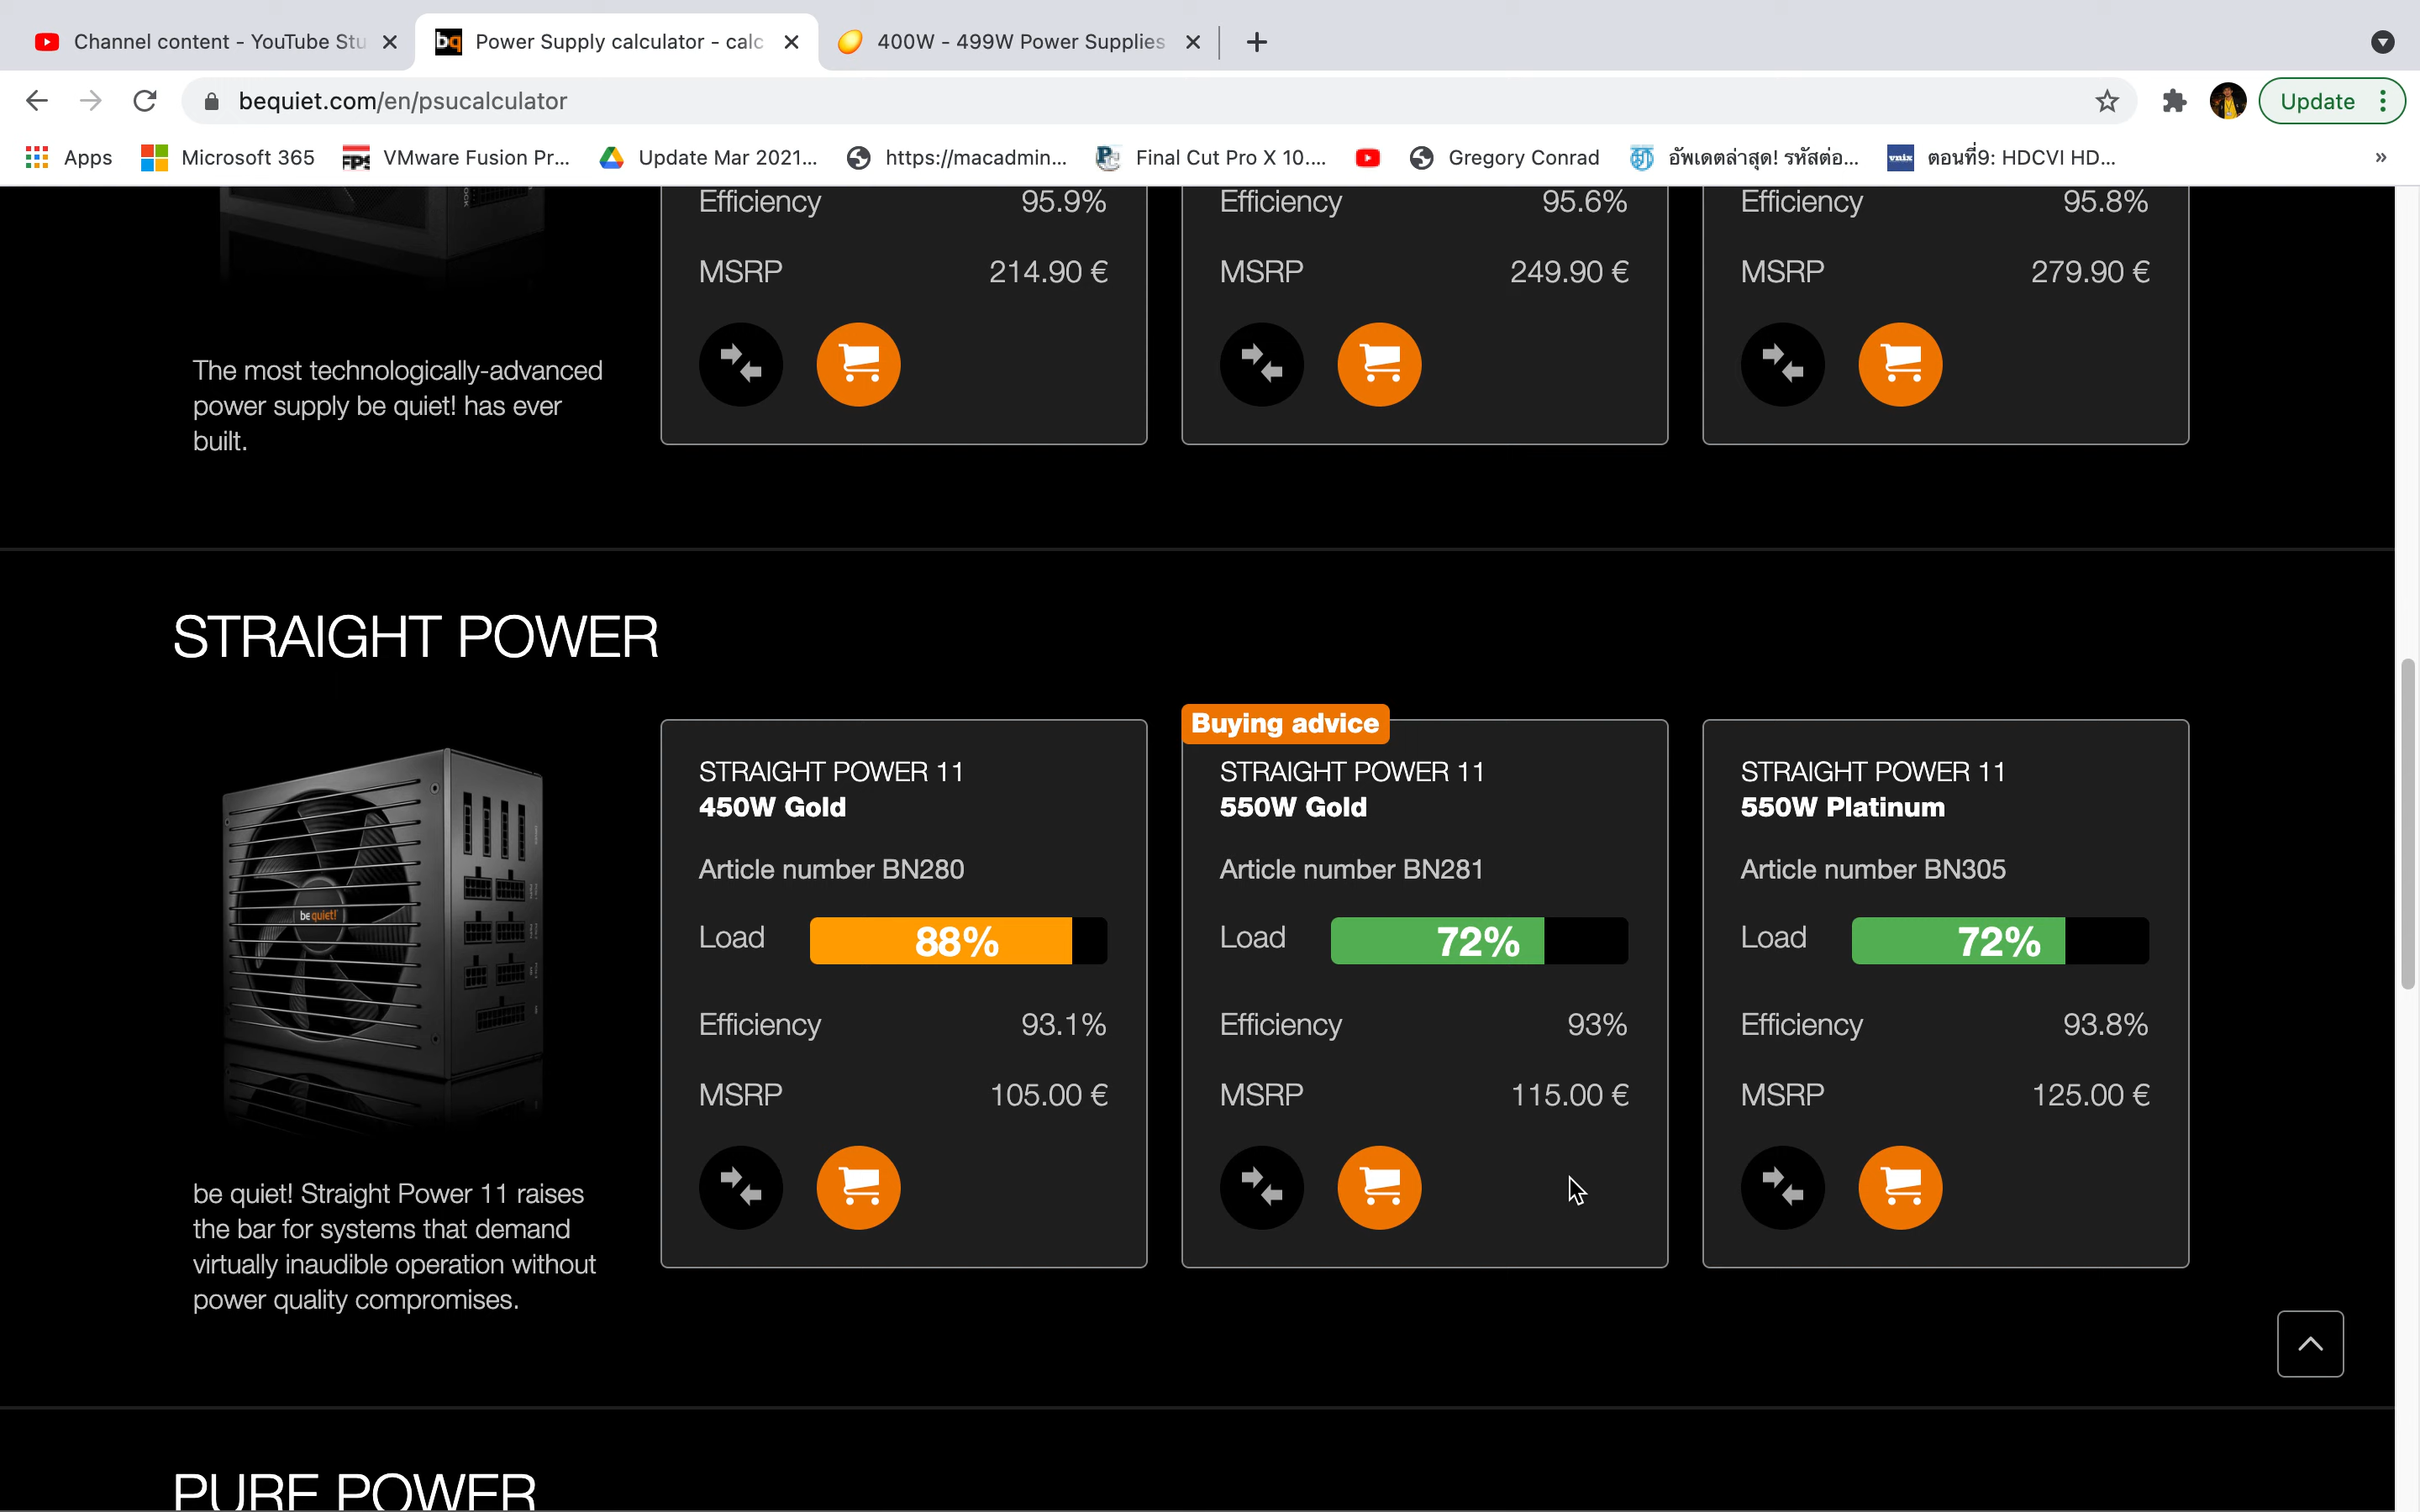 Channel content - YouTube Stu
Power Supply calculator - calc
400W - 499W Power Supplies
bequiet.com/en/psucalculator
Update
Apps
Microsoft 365
VMware Fusion Pr...
Update Mar 2021...
https://macadmin...
Final Cut Pro X 10....
Gregory Conrad
อัพเดตล่าสุด! รหัสต่อ...
ตอนที่9: HDCVI HD...
»
Efficiency 95.9%
MSRP 214.90 €
Efficiency 95.6%
MSRP 249.90 €
Efficiency 95.8%
MSRP 279.90 €
The most technologically-advanced
power supply be quiet! has ever
built.
STRAIGHT POWER
be quiet!
be quiet! Straight Power 11 raises
the bar for systems that demand
virtually inaudible operation without
power quality compromises.
STRAIGHT POWER 11
450W Gold
Article number BN280
Load 88%
Efficiency 93.1%
MSRP 105.00 €
Buying advice
STRAIGHT POWER 11
550W Gold
Article number BN281
Load 72%
Efficiency 93%
MSRP 115.00 €
STRAIGHT POWER 11
550W Platinum
Article number BN305
Load 72%
Efficiency 93.8%
MSRP 125.00 €
PURE POWER